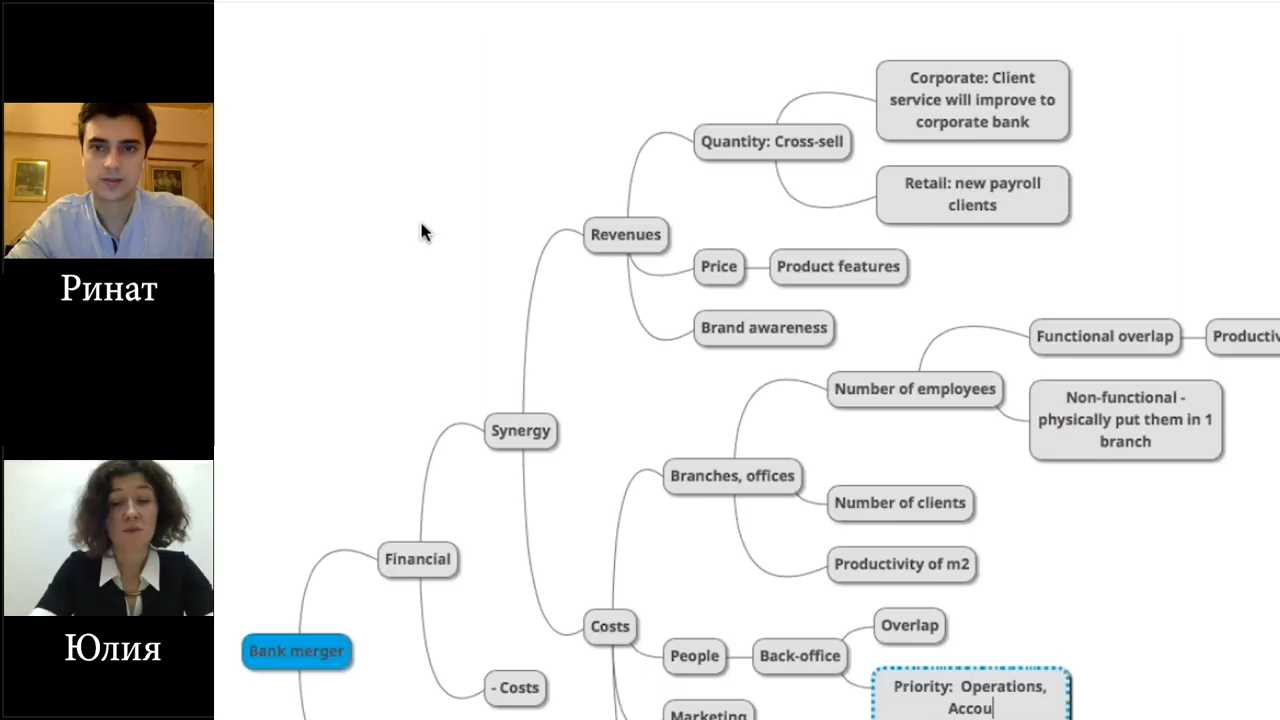 Ринат
Юлия
Corporate: Client
service will improve to
corporate bank
Quantity: Cross-sell
Retail: new payroll
clients
Revenues
Price
Product features
Brand awareness
Functional overlap
Number of employees
Non-functional -
physically put them in 1
branch
Synergy
Branches, offices
Number of clients
Financial
Productivity of m2
Costs
Overlap
Bank merger
People
Back-office
- Costs
Priority: Operations,
Accou
Marketing